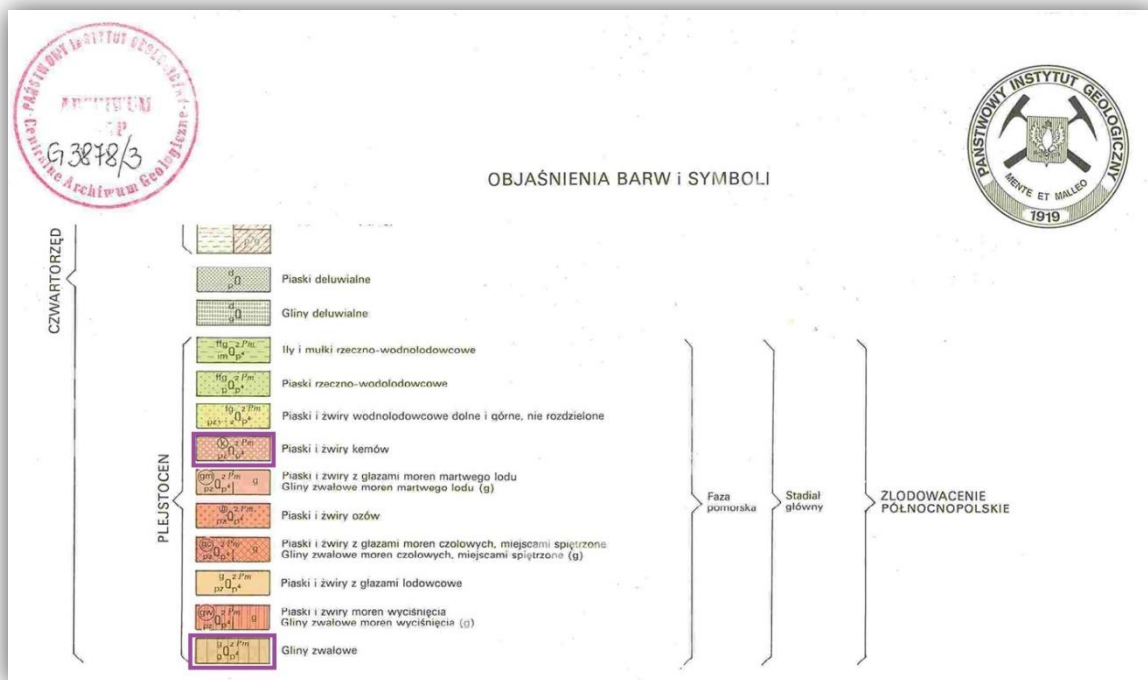 PAŃSTWOWY INSTYTUT GEOLOGICZNY
ARCHIWUM
Centralne Archiwum Geologiczne
G3878/3
PAŃSTWOWY INSTYTUT GEOLOGICZNY
MENTE ET MALLEO
1919
OBJAŚNIENIA BARW i SYMBOLI
CZWARTORZĘD
Piaski deluwialne
Gliny deluwialne
PLEJSTOCEN
Iły i mułki rzeczno-wodnolodowcowe
Piaski rzeczno-wodolodowcowe
Piaski i żwiry wodnolodowcowe dolne i górne, nie rozdzielone
Piaski i żwiry kemów
Piaski i żwiry z głazami moren martwego lodu
Gliny zwałowe moren martwego lodu (g)
Piaski i żwiry ozów
Piaski i żwiry z głazami moren czołowych, miejscami spiętrzone
Gliny zwałowe moren czołowych, miejscami spiętrzone (g)
Piaski i żwiry z głazami lodowcowe
Piaski i żwiry moren wyciśnięcia
Gliny zwałowe moren wyciśnięcia (g)
Gliny zwałowe
Faza
pomorska
Stadiał
główny
ZLODOWACENIE
PÓŁNOCNOPOLSKIE